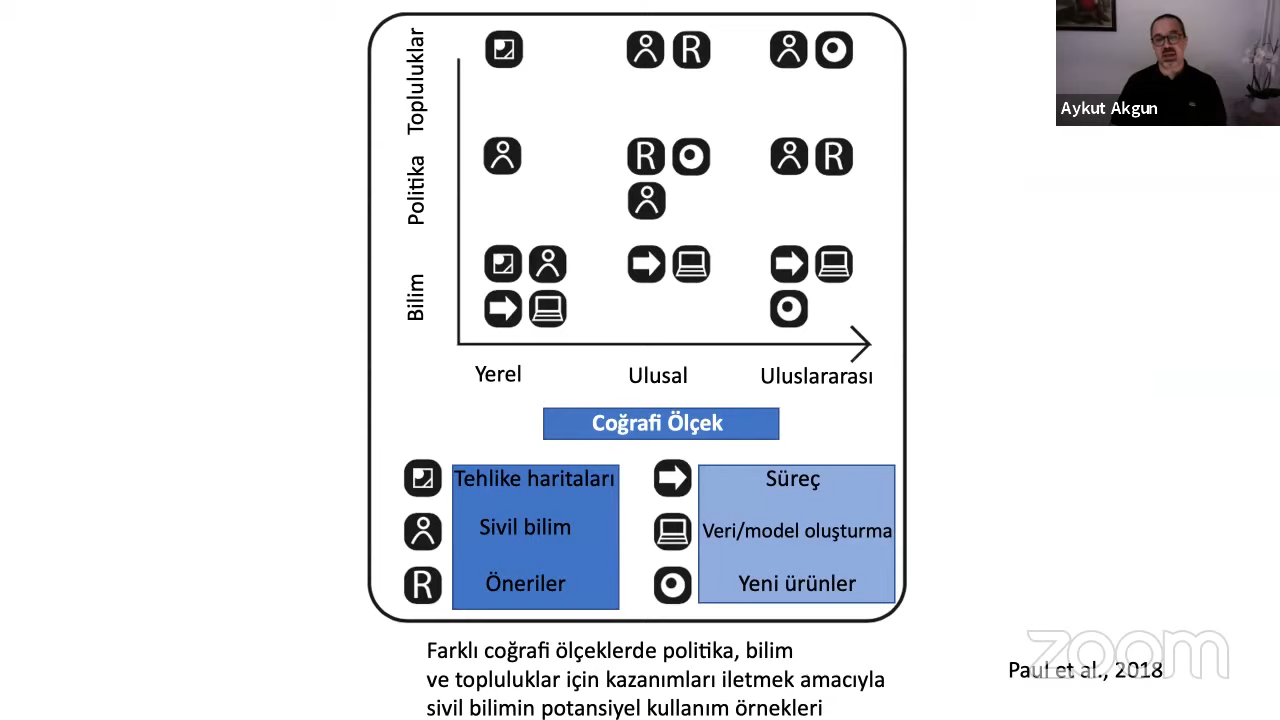 Topluluklar
R
Aykut Akgun
Politika
R
R
Bilim
Yerel
Ulusal
Uluslararası
Coğrafi Ölçek
Tehlike haritaları
Süreç
Sivil bilim
Veri/model oluşturma
R
Öneriler
Yeni ürünler
Farklı coğrafi ölçeklerde politika, bilim
ve topluluklar için kazanımları iletmek amacıyla
sivil bilimin potansiyel kullanım örnekleri
Paul et al., 2018
zoom